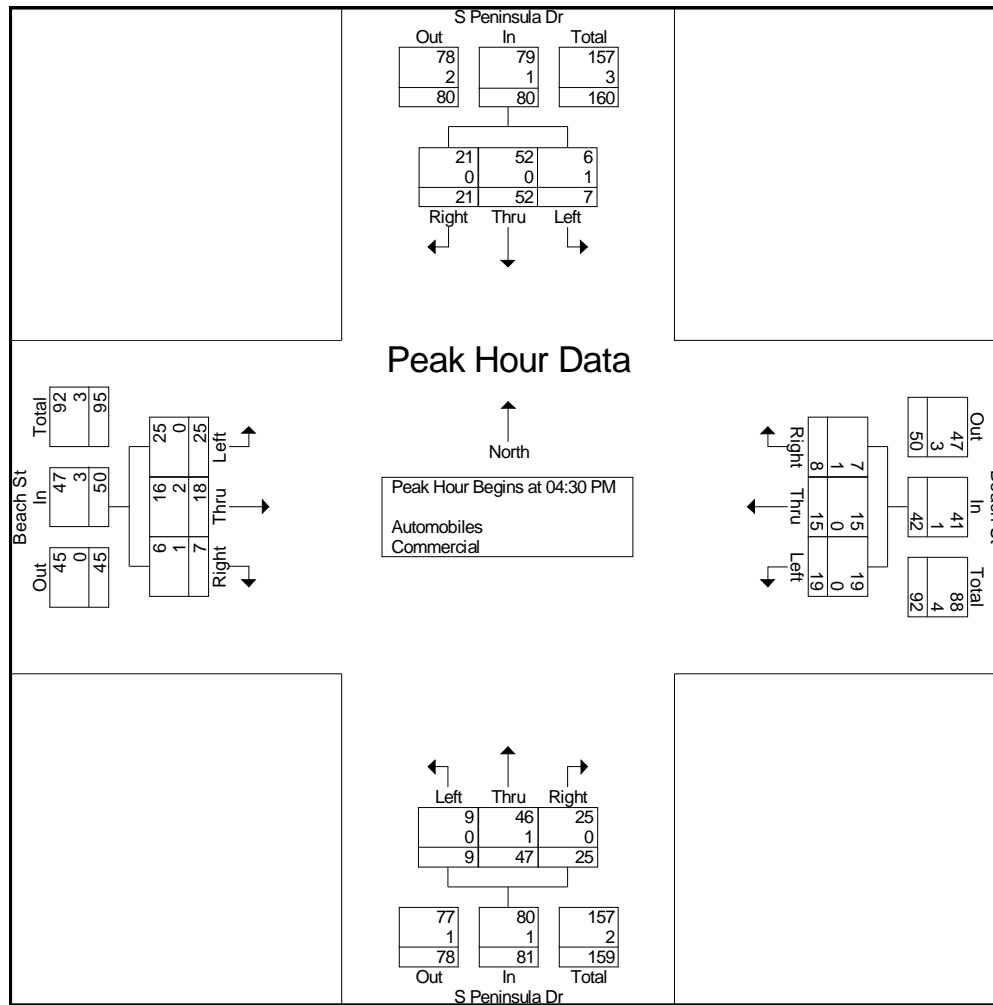 S Peninsula Dr
Out In Total
78 79 157
2 1 3
80 80 160
21 52 6
0 0 1
21 52 7
Right Thru Left
Peak Hour Data
North
Peak Hour Begins at 04:30 PM
Automobiles
Commercial
Beach St
Total In Out
92 47 45
3 3 0
95 50 45
25 16 6
0 2 1
25 18 7
Left Thru Right
Out In Total
47 41 88
3 1 4
50 42 92
7 15 19
1 0 0
8 15 19
Right Thru Left
Left Thru Right
9 46 25
0 1 0
9 47 25
77 80 157
1 1 2
78 81 159
Out In Total
S Peninsula Dr